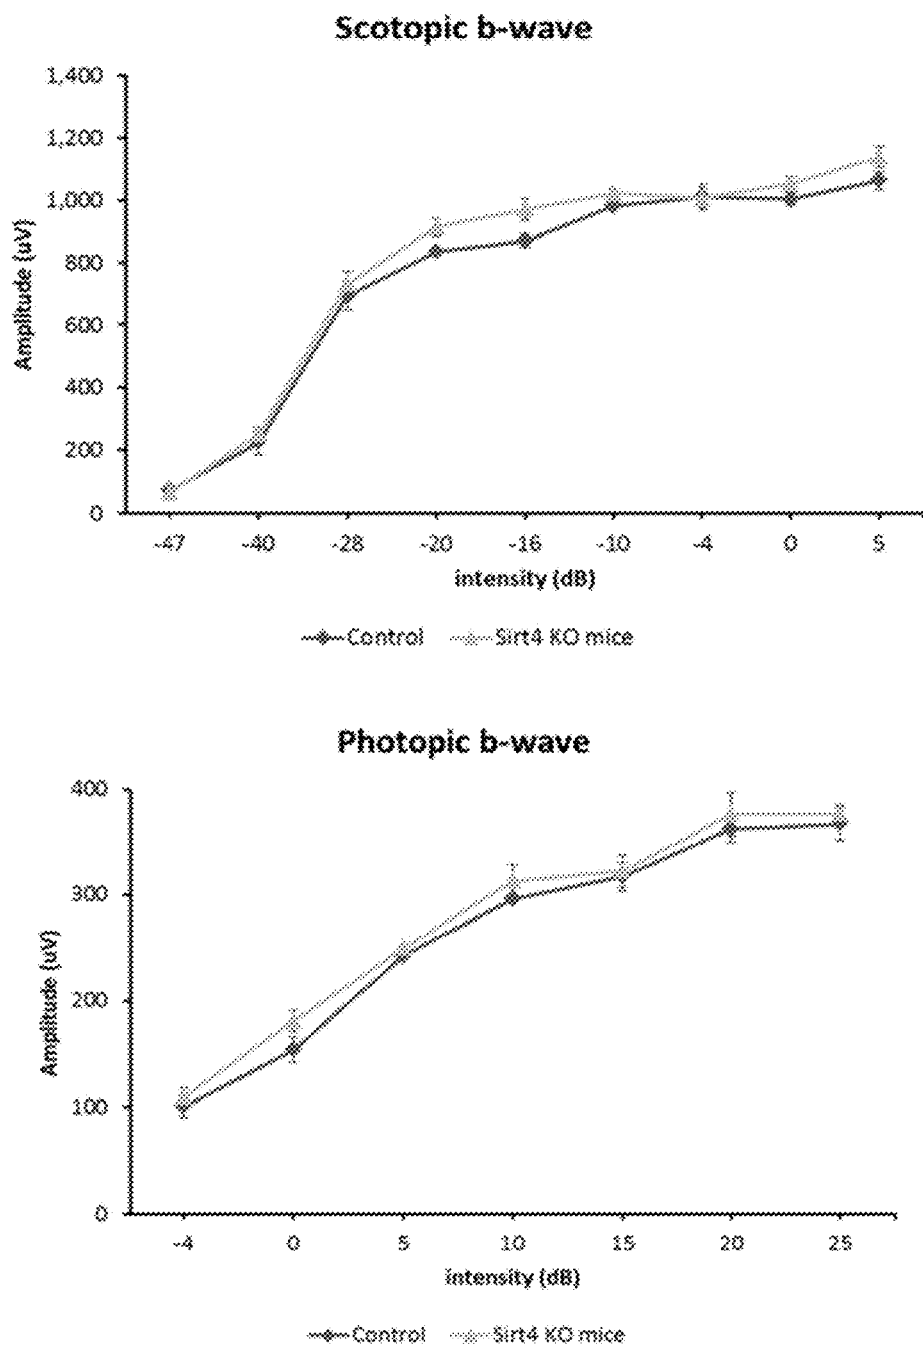 Scotopic b-wave
1,400
1,200
1,000
800
600
400
200
0
Amplitude (uV)
-47 -40 -28 -20 -16 -10 -4 0 5
intensity (dB)
Control Sirt4 KO mice
Photopic b-wave
400
300
200
100
0
Amplitude (uV)
-4 0 5 10 15 20 25
intensity (dB)
Control Sirt4 KO mice